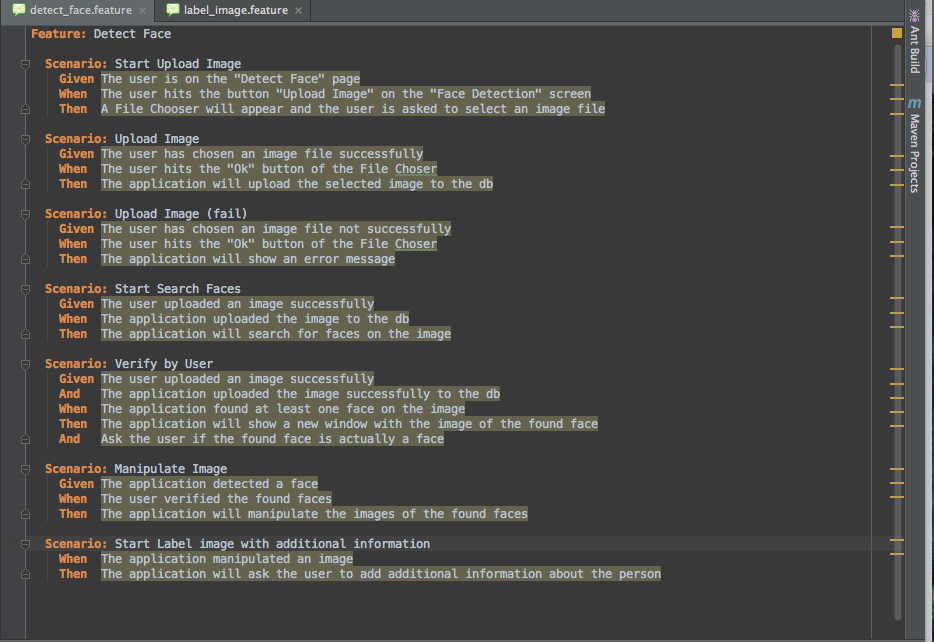 detect_face.feature
label_image.feature
Feature: Detect Face
Scenario: Start Upload Image
Given The user is on the "Detect Face" page
When The user hits the button "Upload Image" on the "Face Detection" screen
Then A File Chooser will appear and the user is asked to select an image file
Scenario: Upload Image
Given The user has chosen an image file successfully
When The user hits the "Ok" button of the File Choser
Then The application will upload the selected image to the db
Scenario: Upload Image (fail)
Given The user has chosen an image file not successfully
When The user hits the "Ok" button of the File Choser
Then The application will show an error message
Scenario: Start Search Faces
Given The user uploaded an image successfully
When The application uploaded the image to the db
Then The application will search for faces on the image
Scenario: Verify by User
Given The user uploaded an image successfully
And The application uploaded the image successfully to the db
When The application found at least one face on the image
Then The application will show a new window with the image of the found face
And Ask the user if the found face is actually a face
Scenario: Manipulate Image
Given The application detected a face
When The user verified the found faces
Then The application will manipulate the images of the found faces
Scenario: Start Label image with additional information
When The application manipulated an image
Then The application will ask the user to add additional information about the person
Ant Build
m
Maven Projects